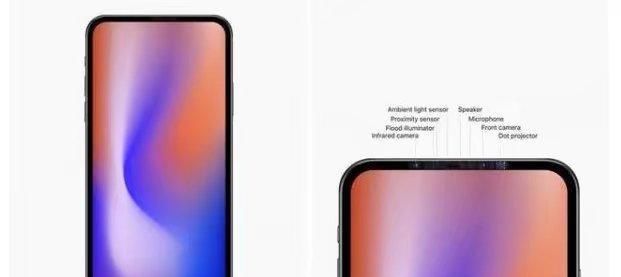 Ambient light sensor Speaker
Proximity sensor Microphone
Flood illuminator Front camera
Infrared camera Dot projector